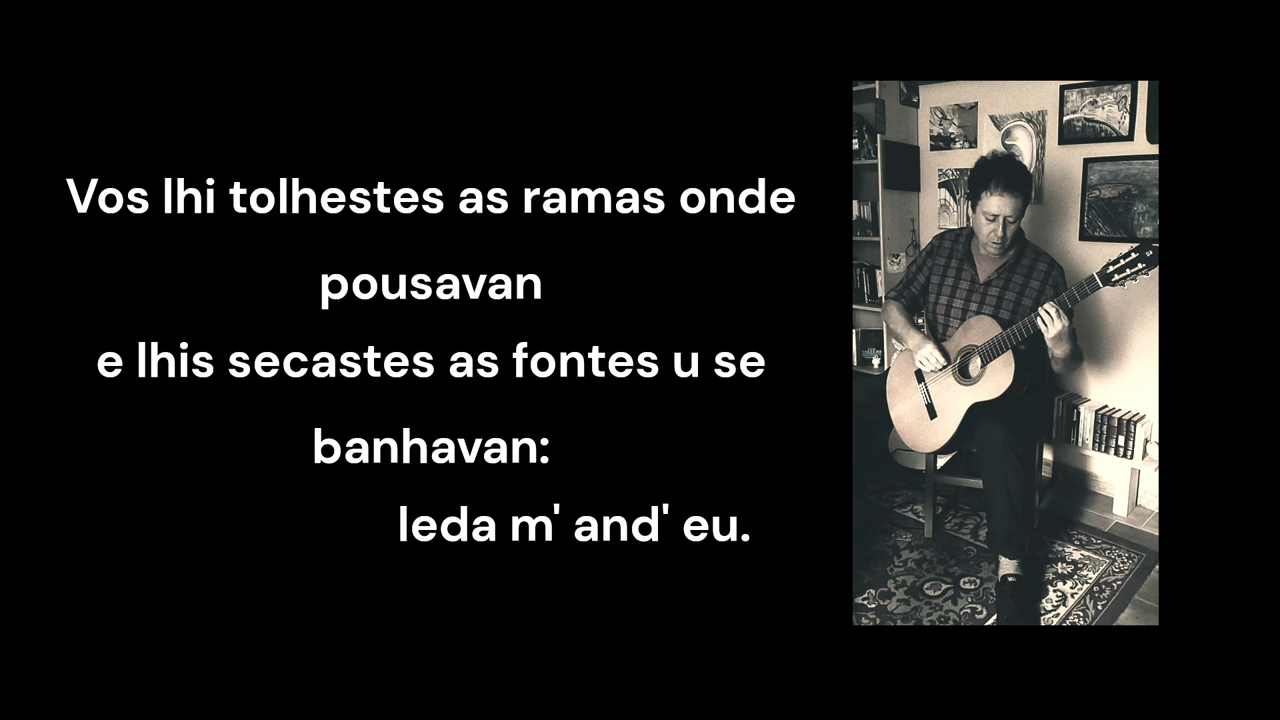 Vos lhi tolhestes as ramas onde
pousavan
e lhis secastes as fontes u se
banhavan:
leda m' and' eu.